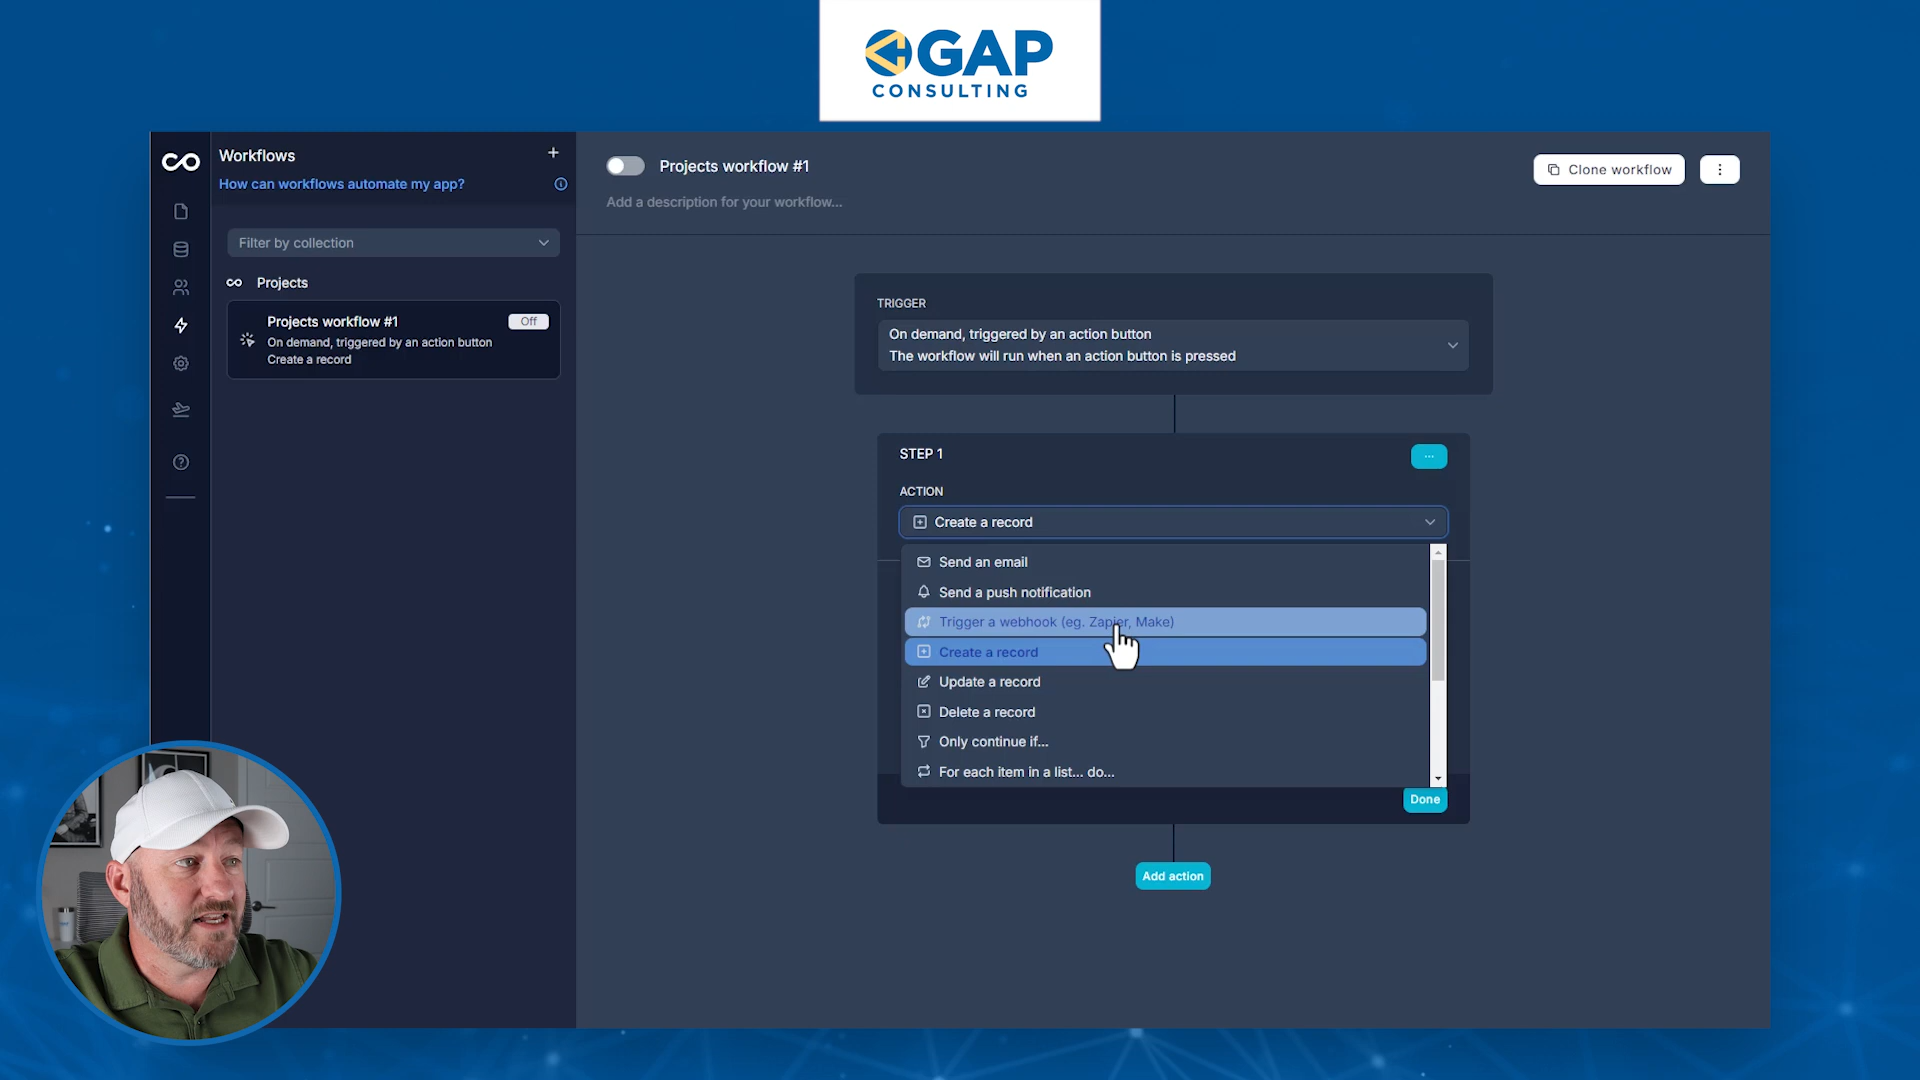 GAP
CONSULTING
Workflows
How can workflows automate my app?
Filter by collection
Projects
Projects workflow #1
Off
On demand, triggered by an action button
Create a record
Projects workflow #1
Add a description for your workflow...
Clone workflow
TRIGGER
On demand, triggered by an action button
The workflow will run when an action button is pressed
STEP 1
ACTION
Create a record
Send an email
Send a push notification
Trigger a webhook (eg. Zapier, Make)
Create a record
Update a record
Delete a record
Only continue if...
For each item in a list... do...
Done
Add action